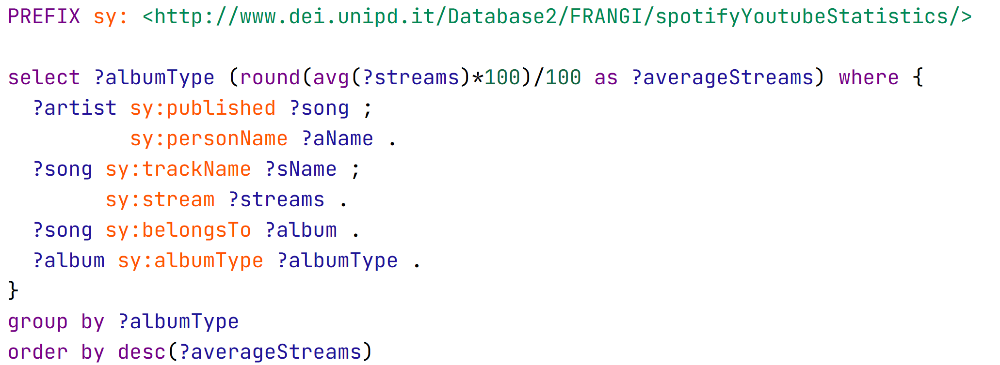 PREFIX sy: <http://www.dei.unipd.it/Database2/FRANGI/spotifyYoutubeStatistics/>

select ?albumType (round(avg(?streams)*100)/100 as ?averageStreams) where {
  ?artist sy:published ?song ;
          sy:personName ?aName .
  ?song sy:trackName ?sName ;
        sy:stream ?streams .
  ?song sy:belongsTo ?album .
  ?album sy:albumType ?albumType .
}
group by ?albumType
order by desc(?averageStreams)